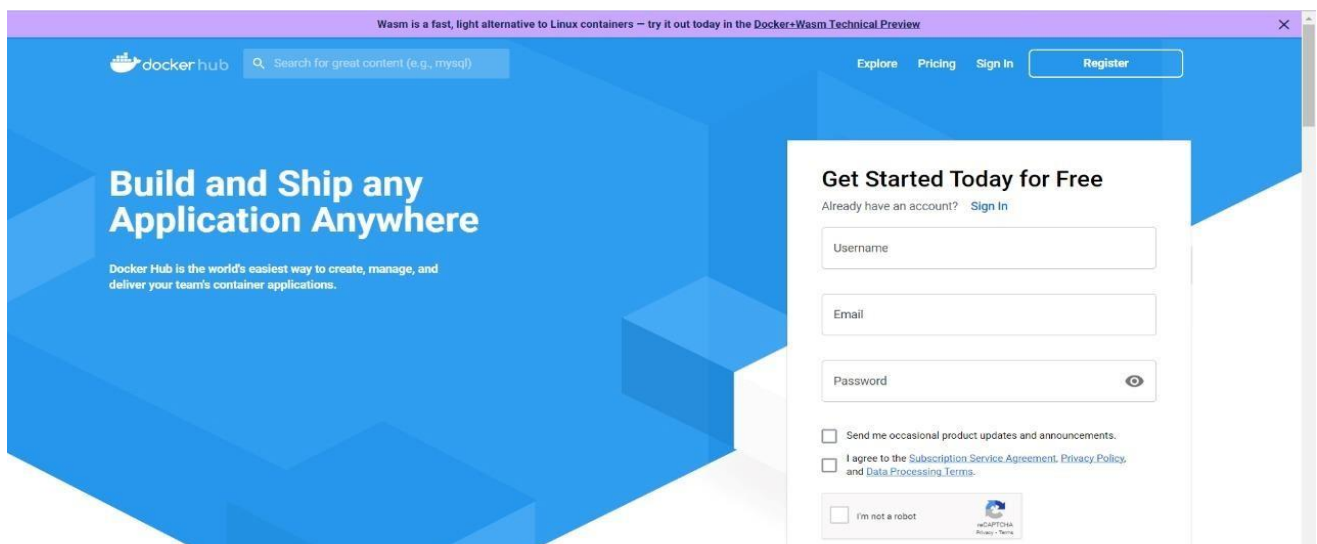 Wasm is a fast, light alternative to Linux containers — try it out today in the Docker+Wasm Technical Preview
dockerhub
Search for great content (e.g., mysql)
Explore
Pricing
Sign In
Register
Build and Ship any
Application Anywhere
Docker Hub is the world's easiest way to create, manage, and
deliver your team's container applications.
Get Started Today for Free
Already have an account? Sign In
Username
Email
Password
Send me occasional product updates and announcements.
I agree to the Subscription Service Agreement, Privacy Policy,
and Data Processing Terms.
I'm not a robot
reCAPTCHA
Privacy - Terms